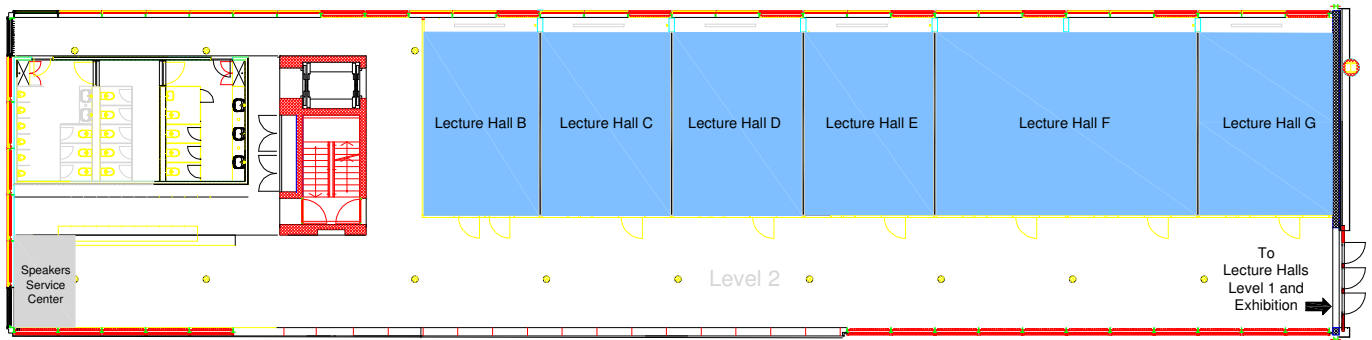 Lecture Hall B
Lecture Hall C
Lecture Hall D
Lecture Hall E
Lecture Hall F
Lecture Hall G
Speakers
Service
Center
Level 2
To
Lecture Halls
Level 1 and
Exhibition